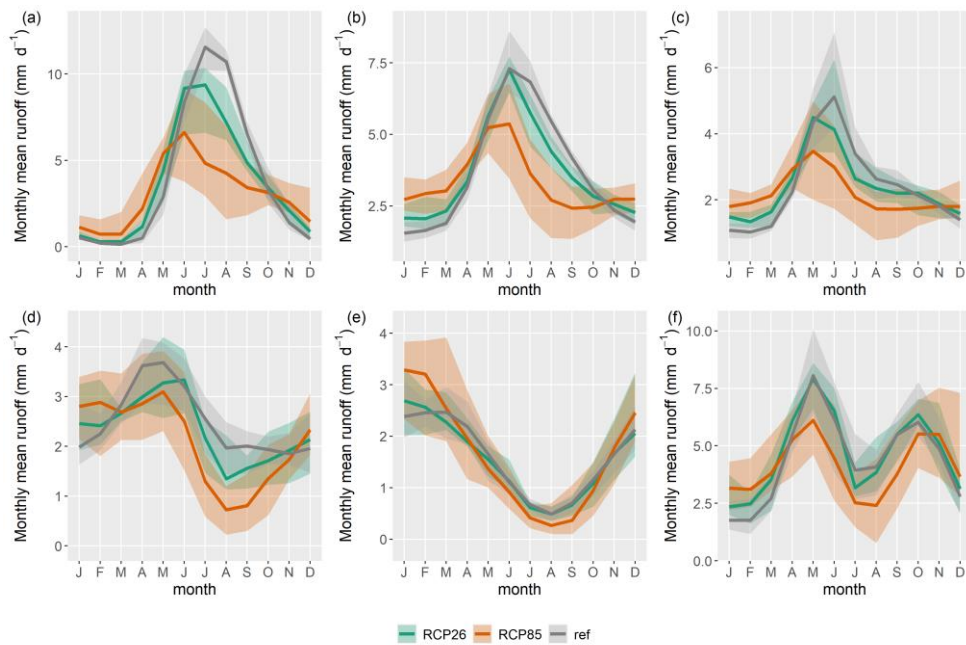 (a)
(b)
(c)
Monthly mean runoff (mm d⁻¹)
10
5
0
J F M A M J J A S O N D
month
Monthly mean runoff (mm d⁻¹)
7.5
5.0
2.5
J F M A M J J A S O N D
month
Monthly mean runoff (mm d⁻¹)
6
4
2
J F M A M J J A S O N D
month
(d)
(e)
(f)
Monthly mean runoff (mm d⁻¹)
4
3
2
1
0
J F M A M J J A S O N D
month
Monthly mean runoff (mm d⁻¹)
4
3
2
1
0
J F M A M J J A S O N D
month
Monthly mean runoff (mm d⁻¹)
10.0
7.5
5.0
2.5
0.0
J F M A M J J A S O N D
month
RCP26 RCP85 ref